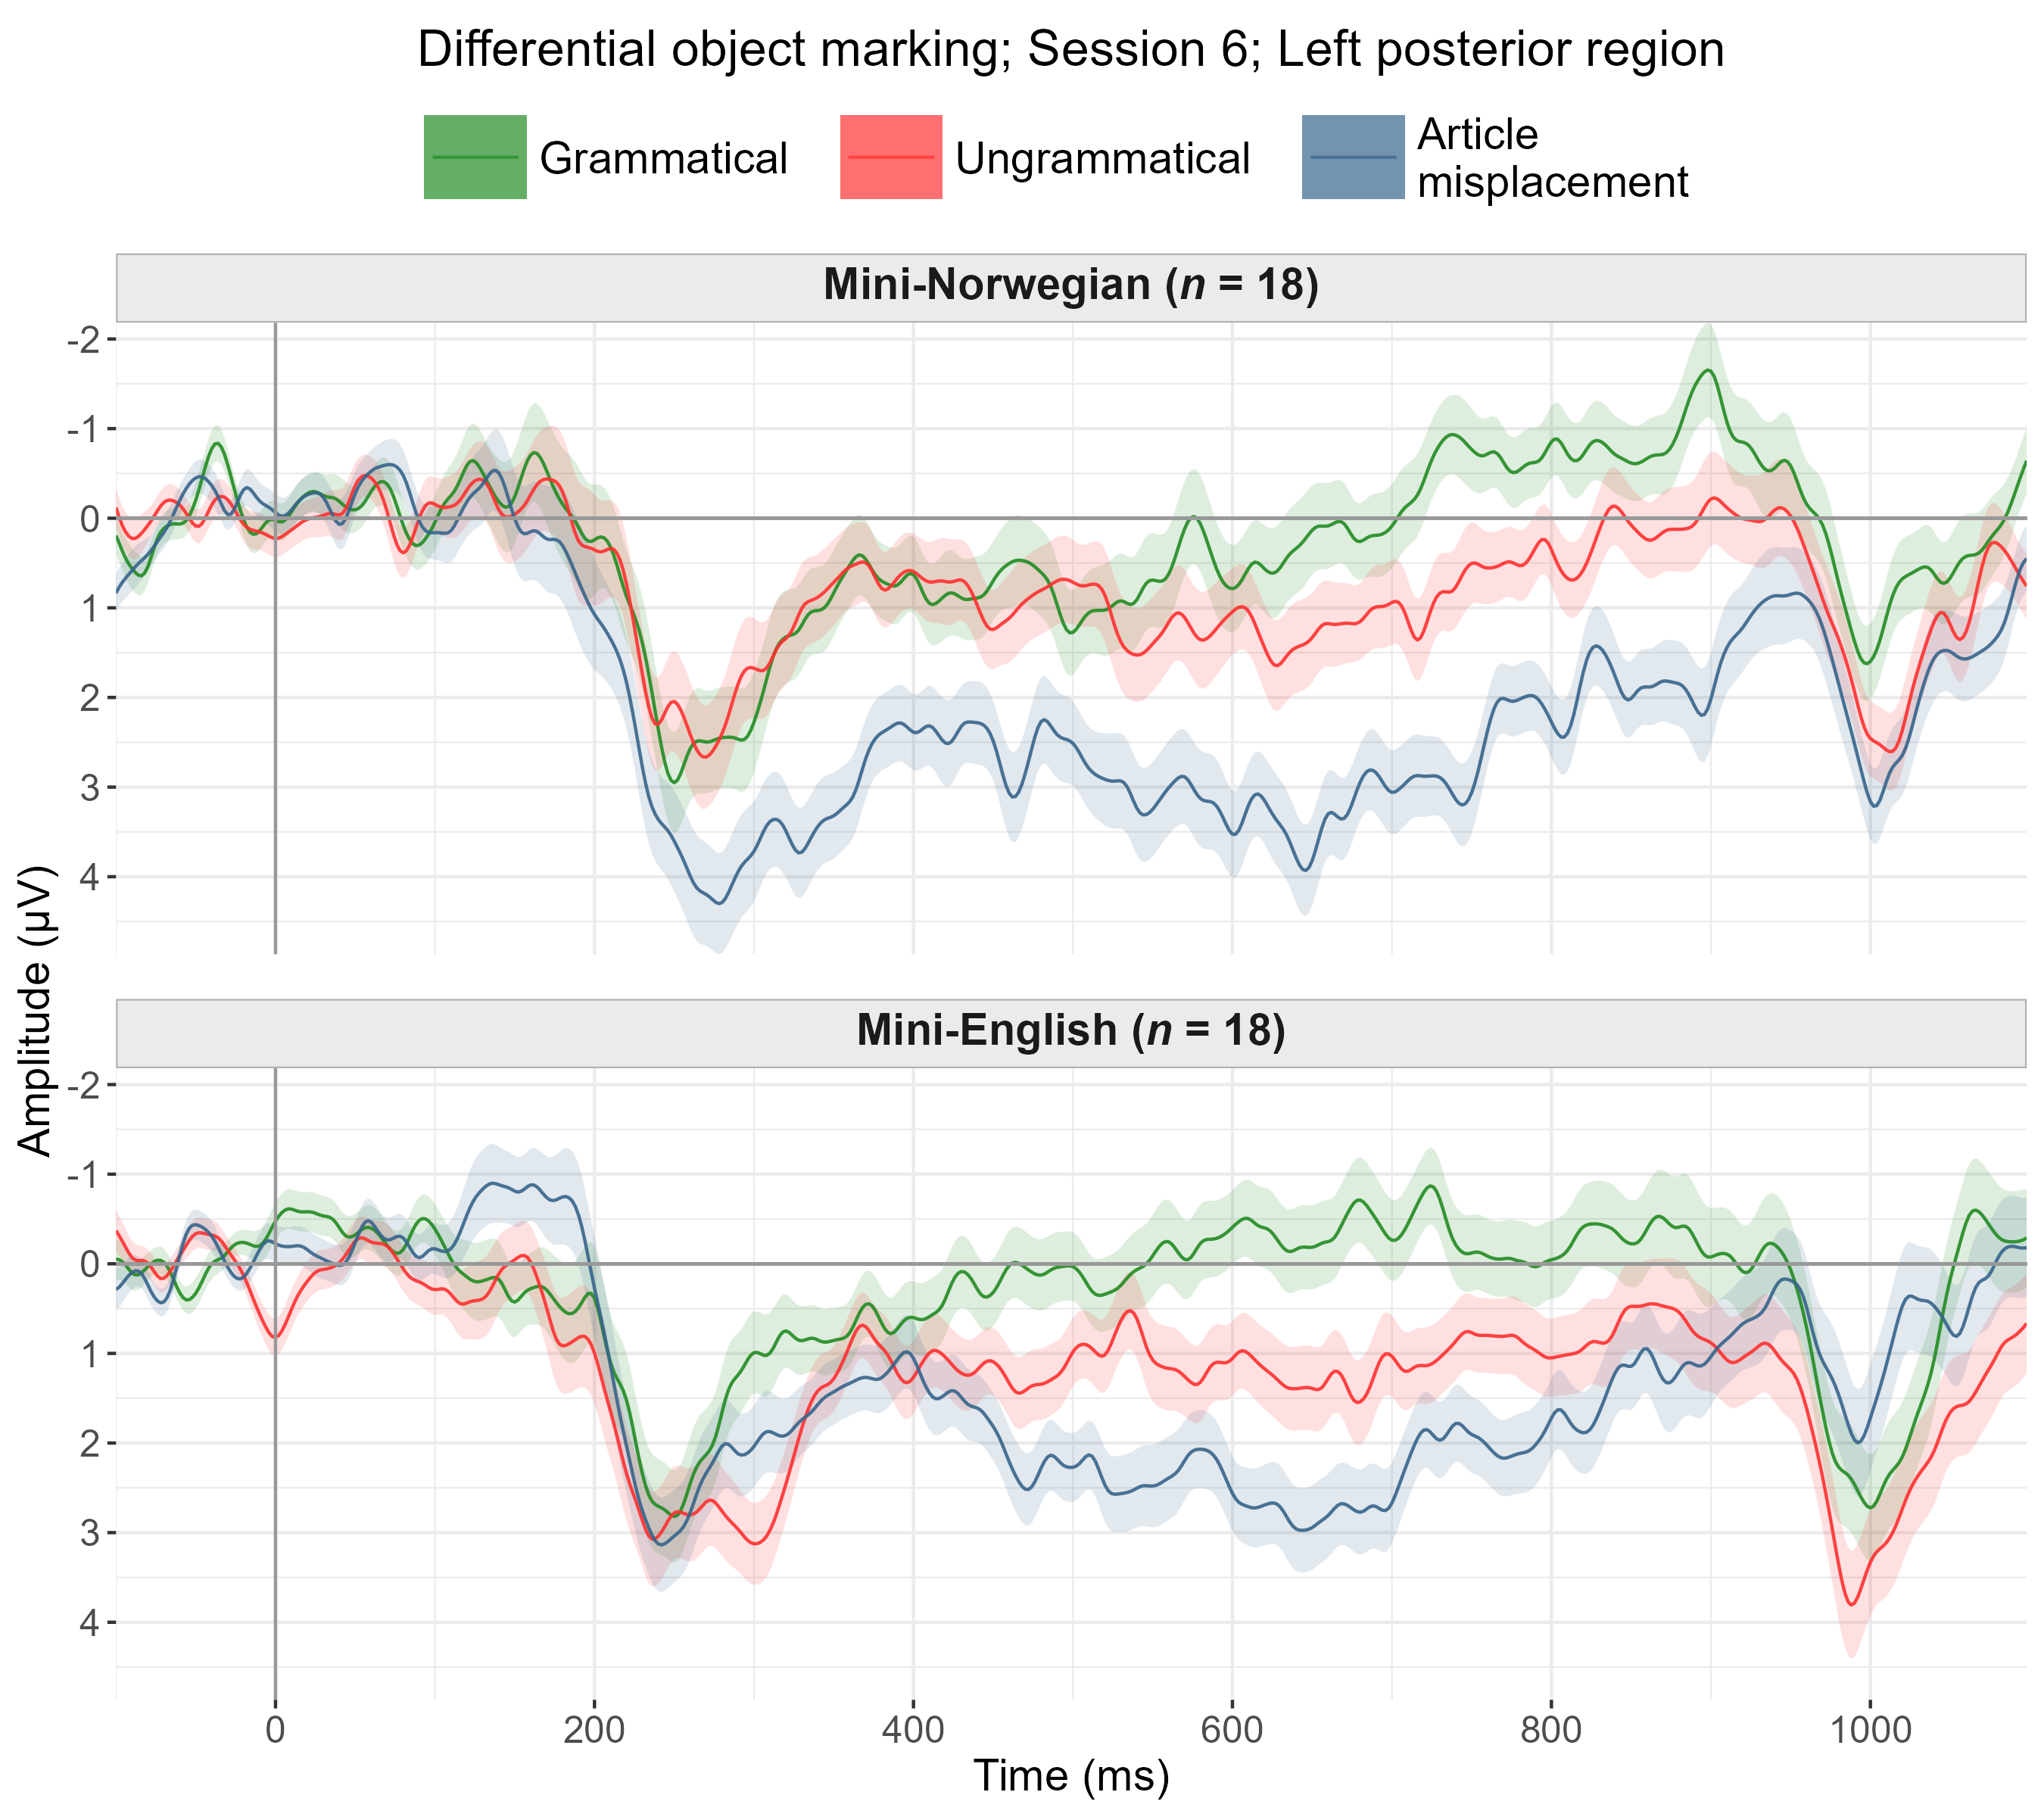 Differential object marking; Session 6; Left posterior region
Grammatical
Ungrammatical
Article
misplacement
Mini-Norwegian (n = 18)
-2
-1
0
1
2
3
4
Mini-English (n = 18)
-2
-1
0
1
2
3
4
Amplitude (µV)
0 200 400 600 800 1000
Time (ms)